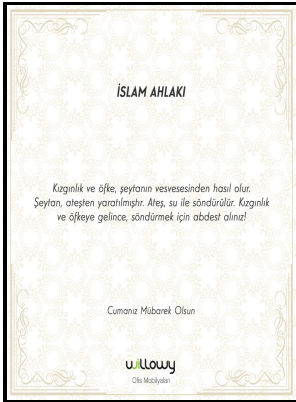 İSLAM AHLAKI
Kızgınlık ve öfke, şeytanın vesvesesinden hasıl olur.
Şeytan, ateşten yaratılmıştır. Ateş, su ile söndürülür. Kızgınlık
ve öfkeye gelince, söndürmek için abdest alınız!
Cumanız Mübarek Olsun
willowy
Ofis Mobilyaları